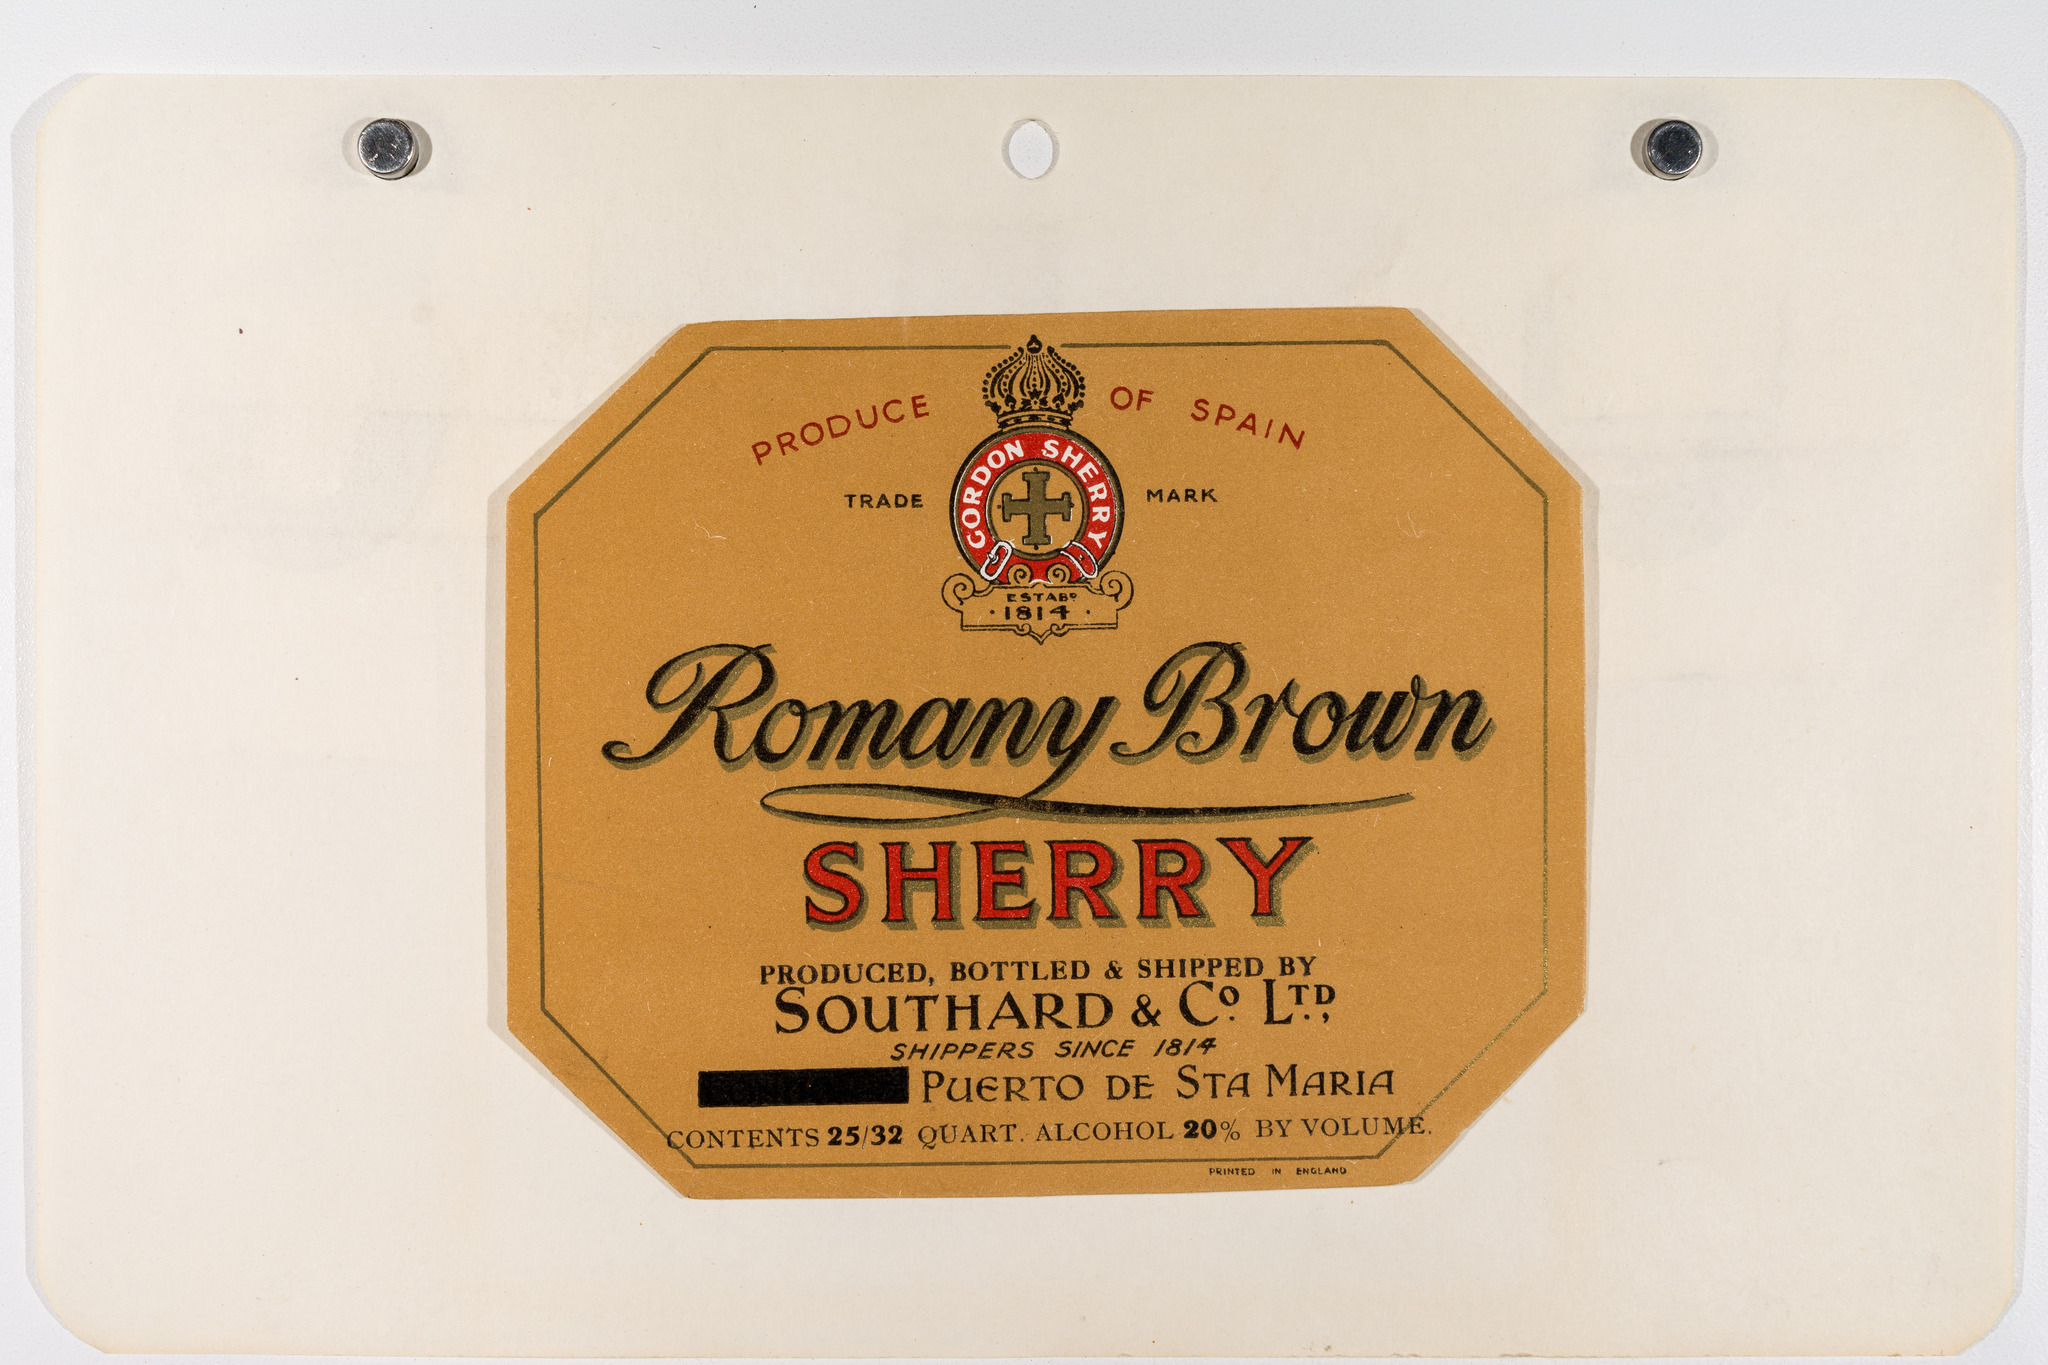 PRODUCE OF SPAIN
GORDON SHERRY
TRADE MARK
ESTABD
· 1814 ·
Romany Brown
SHERRY
PRODUCED, BOTTLED & SHIPPED BY
SOUTHARD & Co. LTD.,
SHIPPERS SINCE 1814
PUERTO DE STA MARIA
CONTENTS 25/32 QUART. ALCOHOL 20% BY VOLUME.
PRINTED IN ENGLAND